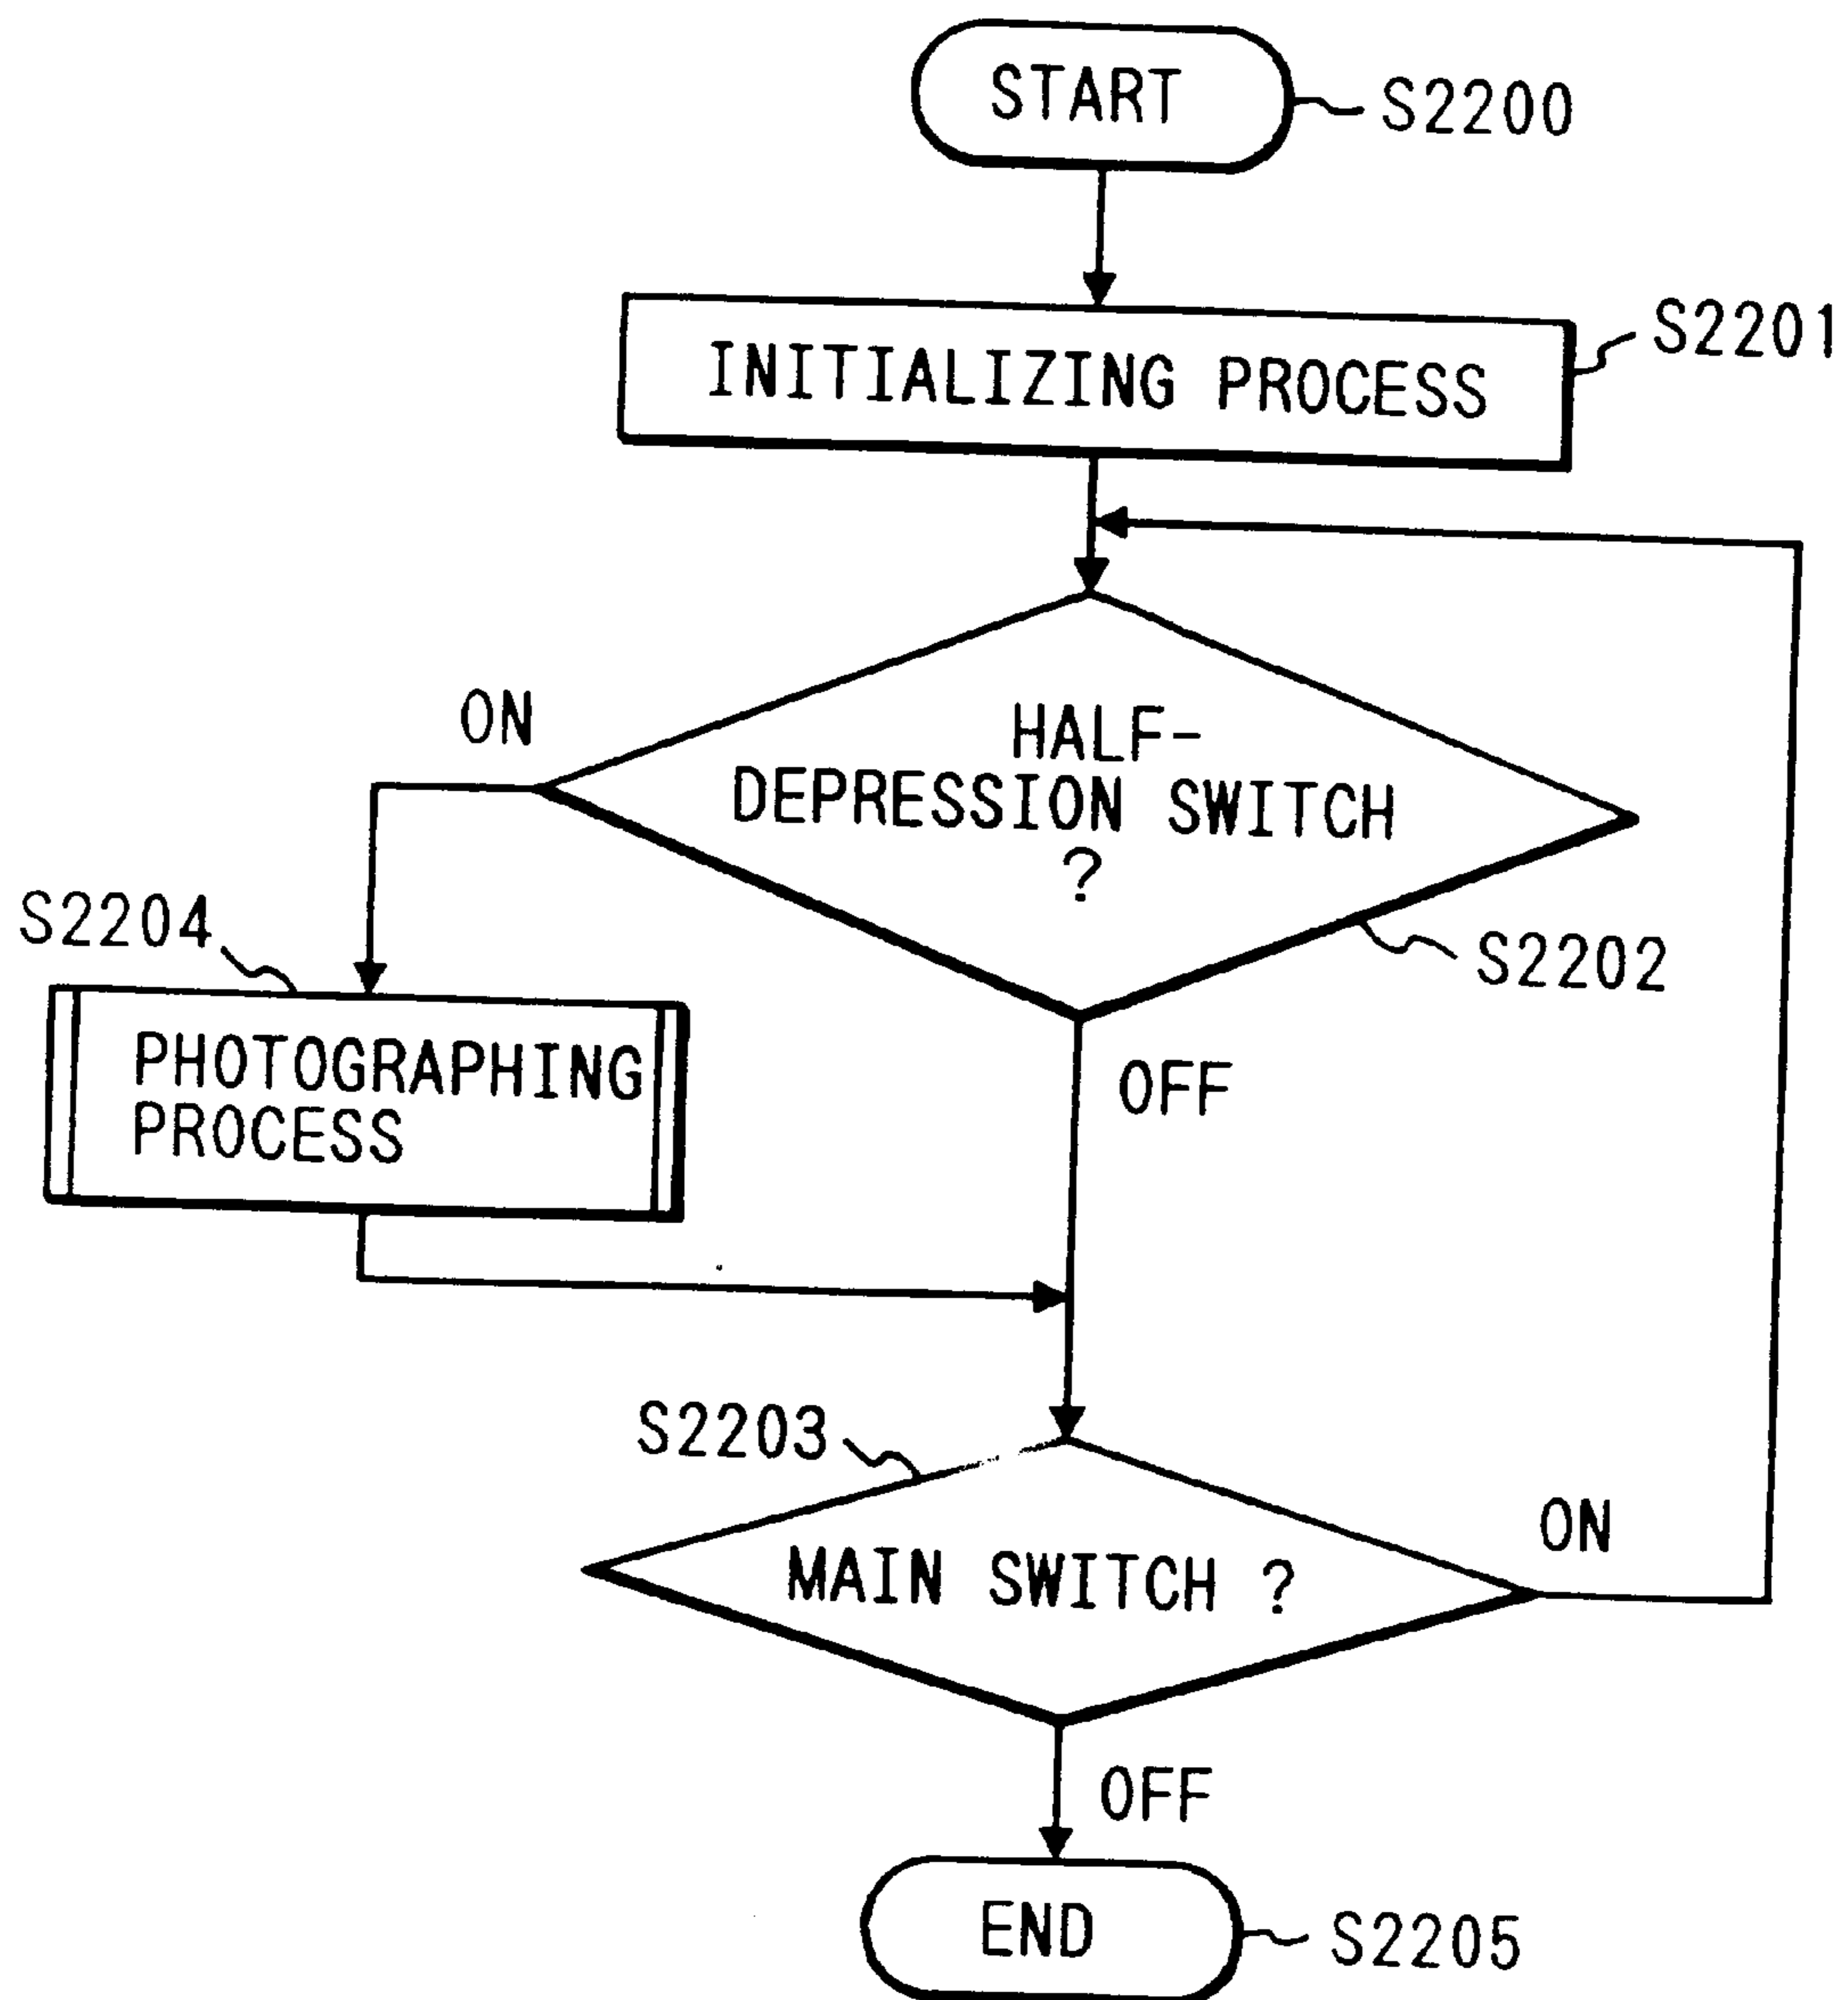 START
S2200
INITIALIZING PROCESS
S2201
HALF-
DEPRESSION SWITCH
?
ON
S2202
S2204
PHOTOGRAPHING
PROCESS
OFF
S2203
MAIN SWITCH ?
ON
OFF
END
S2205